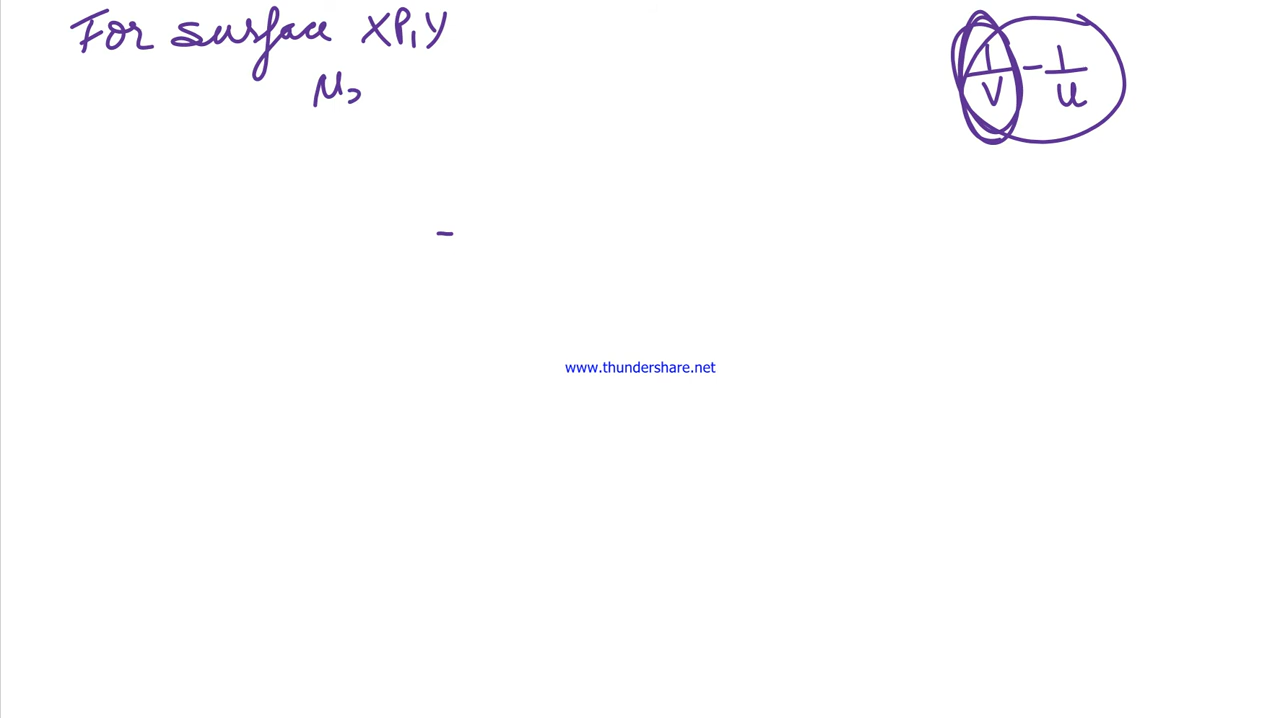 For surface XP₁Y
μ₂
1/v - 1/u
-
www.thundershare.net